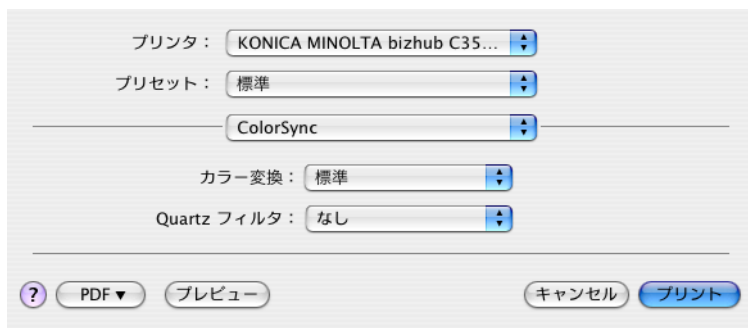 プリンタ： KONICA MINOLTA bizhub C35...
プリセット： 標準
ColorSync
カラー変換： 標準
Quartz フィルタ： なし
? PDF▼ プレビュー キャンセル プリント